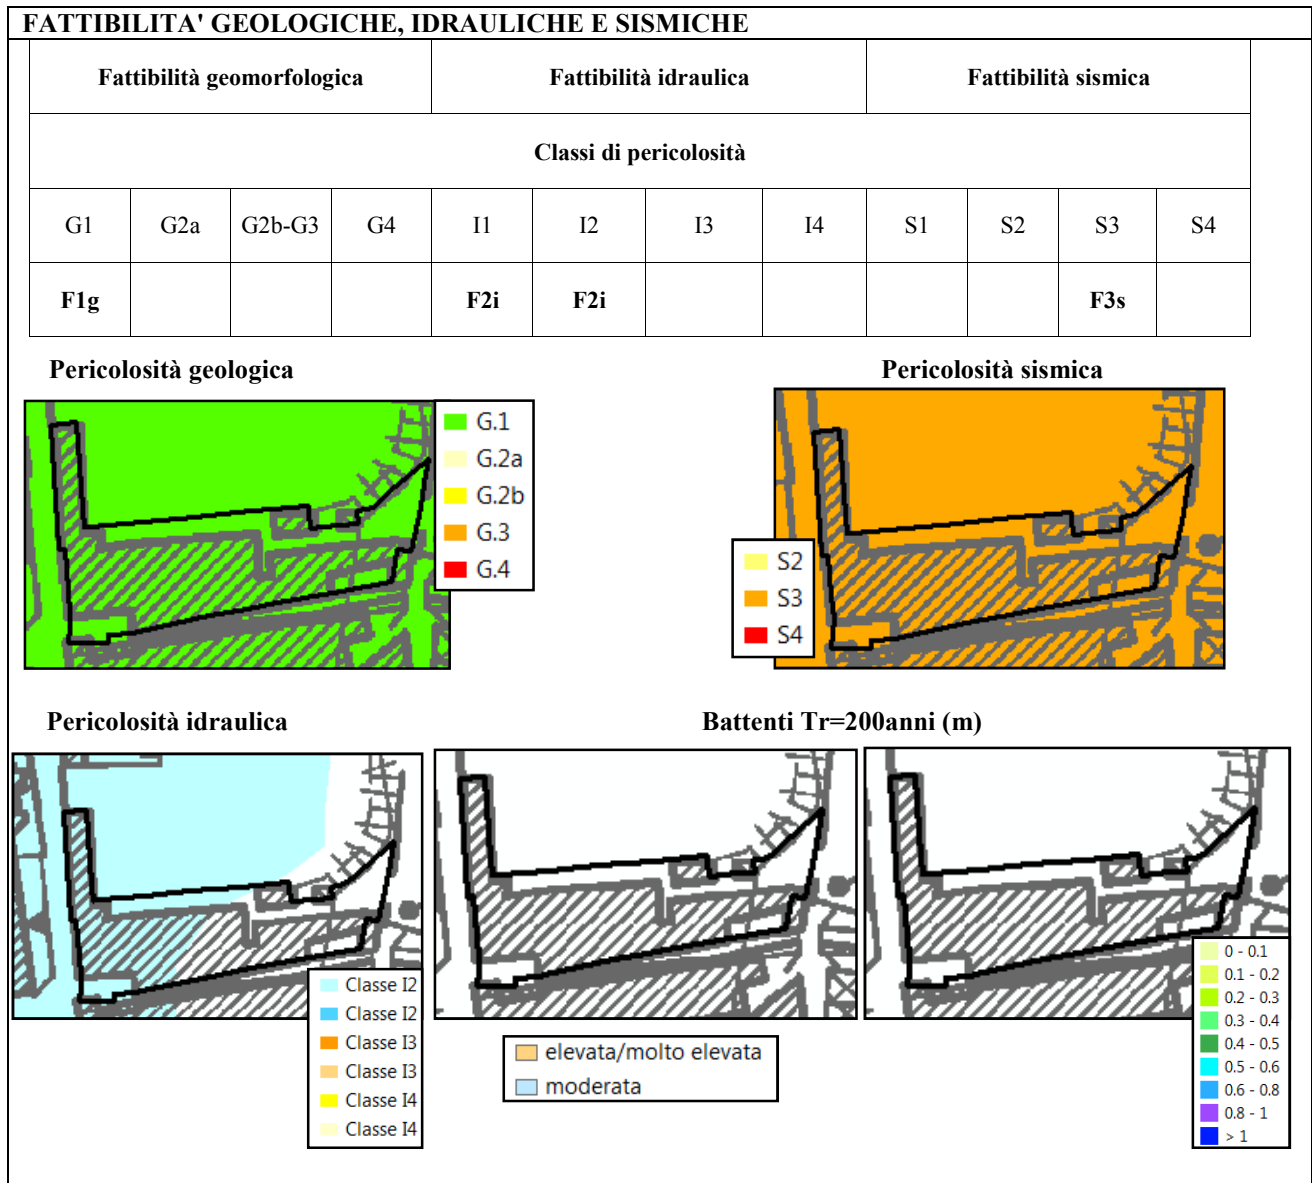 FATTIBILITA' GEOLOGICHE, IDRAULICHE E SISMICHE
Fattibilità geomorfologica Fattibilità idraulica Fattibilità sismica
Classi di pericolosità
G1 G2a G2b-G3 G4 I1 I2 I3 I4 S1 S2 S3 S4
F1g F2i F2i F3s
Pericolosità geologica
G.1
G.2a
G.2b
G.3
G.4
Pericolosità sismica
S2
S3
S4
Pericolosità idraulica
Classe I2
Classe I2
Classe I3
Classe I3
Classe I4
Classe I4
Battenti Tr=200anni (m)
elevata/molto elevata
moderata
0 - 0.1
0.1 - 0.2
0.2 - 0.3
0.3 - 0.4
0.4 - 0.5
0.5 - 0.6
0.6 - 0.8
0.8 - 1
> 1